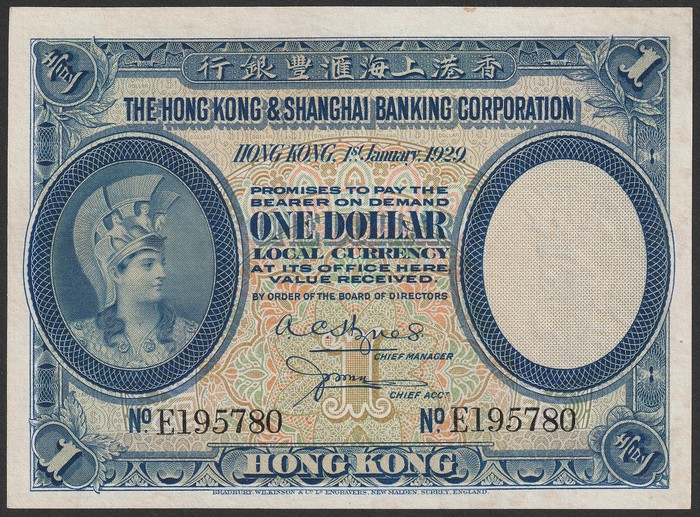 行銀豐滙海上港香
1
THE HONG KONG & SHANGHAI BANKING CORPORATION
HONG KONG, 1st January, 1929.
PROMISES TO PAY THE
BEARER ON DEMAND
ONE DOLLAR
LOCAL CURRENCY
AT ITS OFFICE HERE
VALUE RECEIVED.
BY ORDER OF THE BOARD OF DIRECTORS
CHIEF MANAGER
1
CHIEF ACCT
No. E195780 No. E195780
1
HONG KONG
BRADBURY, WILKINSON & Co. Ld. ENGRAVERS, NEW MALDEN, SURREY, ENGLAND.